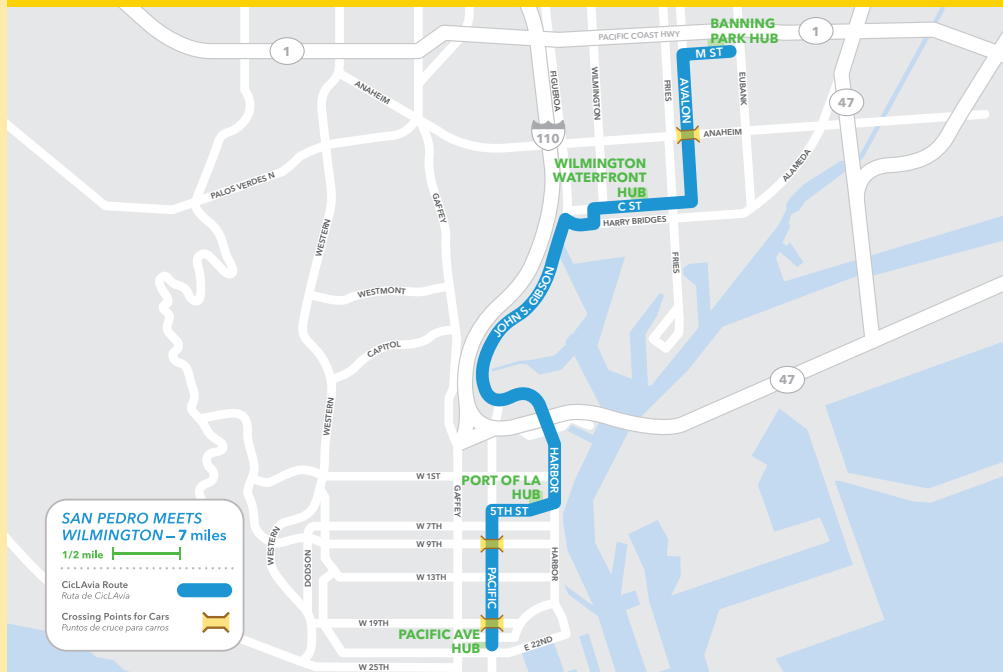 BANNING
PARK HUB
PACIFIC COAST HWY
1
1
M ST
ANAHEIM
FIGUEROA
WILMINGTON
FRIES
AVALON
EUBANK
47
110
ANAHEIM
WILMINGTON
WATERFRONT
HUB
ALAMEDA
PALOS VERDES N
GAFFEY
C ST
HARRY BRIDGES
WESTERN
FRIES
WESTMONT
JOHN S. GIBSON
CAPITOL
47
WESTERN
HARBOR
W 1ST
PORT OF LA
HUB
GAFFEY
5TH ST
W 7TH
WESTERN
W 9TH
DODSON
HARBOR
W 13TH
PACIFIC
W 19TH
PACIFIC AVE
HUB
E 22ND
W 25TH
SAN PEDRO MEETS
WILMINGTON – 7 miles
1/2 mile
CicLAvia Route
Ruta de CicLAvía
Crossing Points for Cars
Puntos de cruce para carros